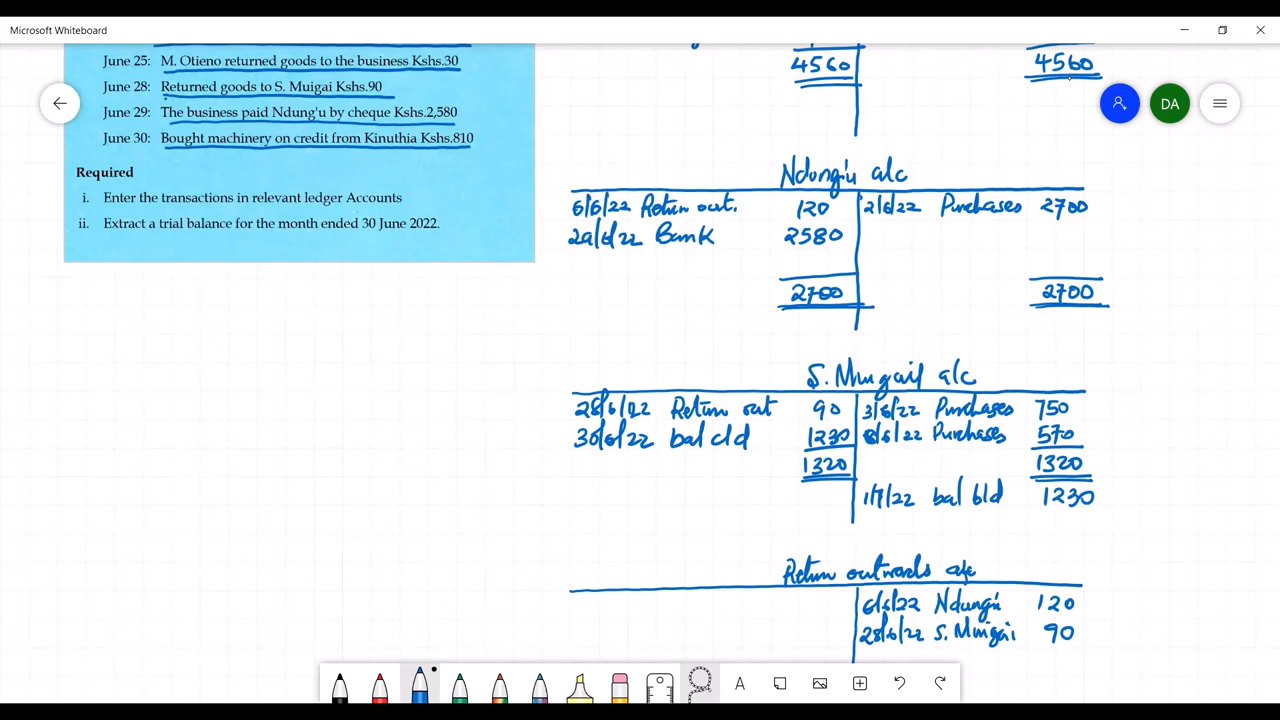 Microsoft Whiteboard
June 25: M. Otieno returned goods to the business Kshs.30
June 28: Returned goods to S. Muigai Kshs.90
June 29: The business paid Ndung'u by cheque Kshs.2,580
June 30: Bought machinery on credit from Kinuthia Kshs.810
Required
i. Enter the transactions in relevant ledger Accounts
ii. Extract a trial balance for the month ended 30 June 2022.
4560 4560
DA
Ndung'u a/c
6/6/22 Return out. 120 2/6/22 Purchases 2700
29/6/22 Bank 2580
2700 2700
S. Muigai a/c
28/6/22 Return out 90 3/6/22 Purchases 750
30/6/22 bal c/d 1230 Purchases 570
1320 1320
1/7/22 bal b/d 1230
Return outwards a/c
6/6/22 Ndung'u 120
28/6/22 S. Muigai 90
A